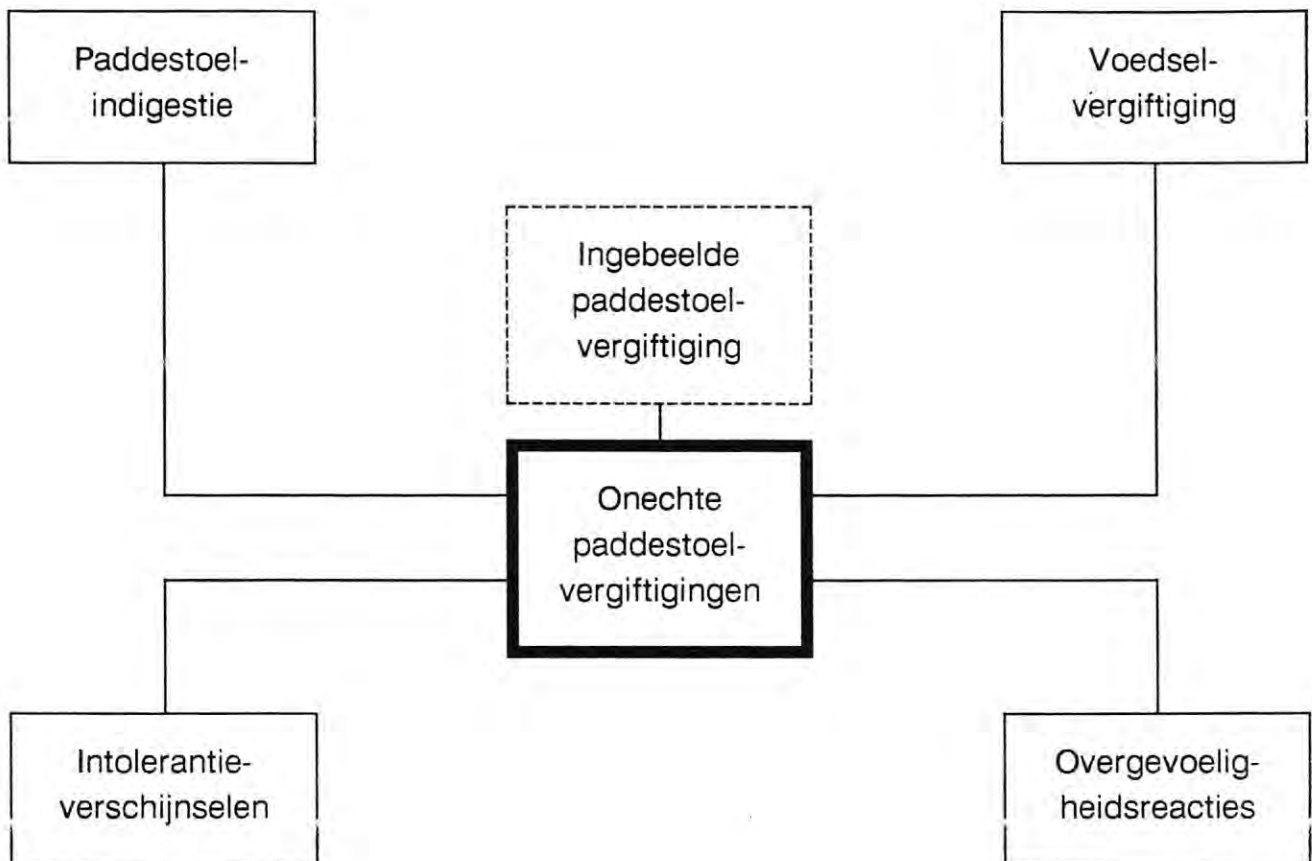 Paddestoel-
indigestie
Voedsel-
vergiftiging
Ingebeelde
paddestoel-
vergiftiging
Onechte
paddestoel-
vergiftigingen
Intolerantie-
verschijnselen
Overgevoelig-
heidsreacties